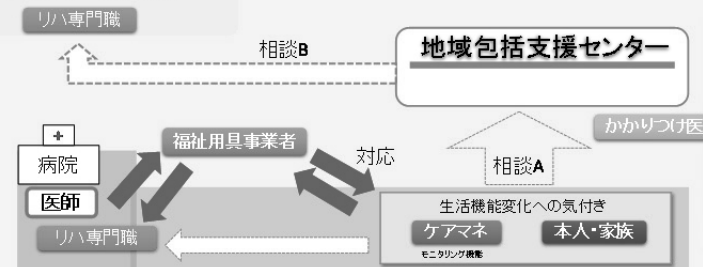 リハ専門職
相談B
地域包括支援センター
かかりつけ医
+
病院
福祉用具事業者
対応
相談A
医師
生活機能変化への気付き
リハ専門職
ケアマネ
本人・家族
モニタリング機能